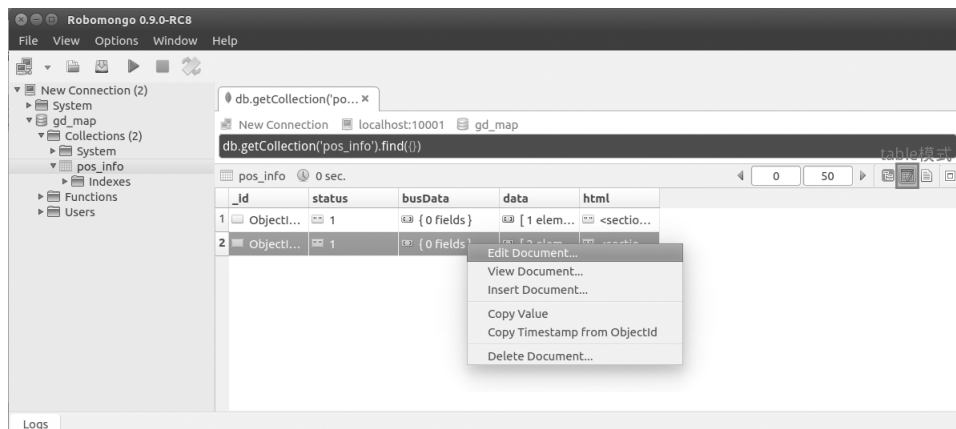 Robomongo 0.9.0-RC8
File View Options Window Help
New Connection (2)
System
gd_map
Collections (2)
System
pos_info
Indexes
Functions
Users
db.getCollection('po... ×
New Connection localhost:10001 gd_map
db.getCollection('pos_info').find({})
table模式
pos_info 0 sec. 0 50
_id status busData data html
1 ObjectI... 1 { 0 fields } [ 1 elem... <sectio...
2 ObjectI... 1 { 0 fields }
Edit Document...
View Document...
Insert Document...
Copy Value
Copy Timestamp from ObjectId
Delete Document...
Logs